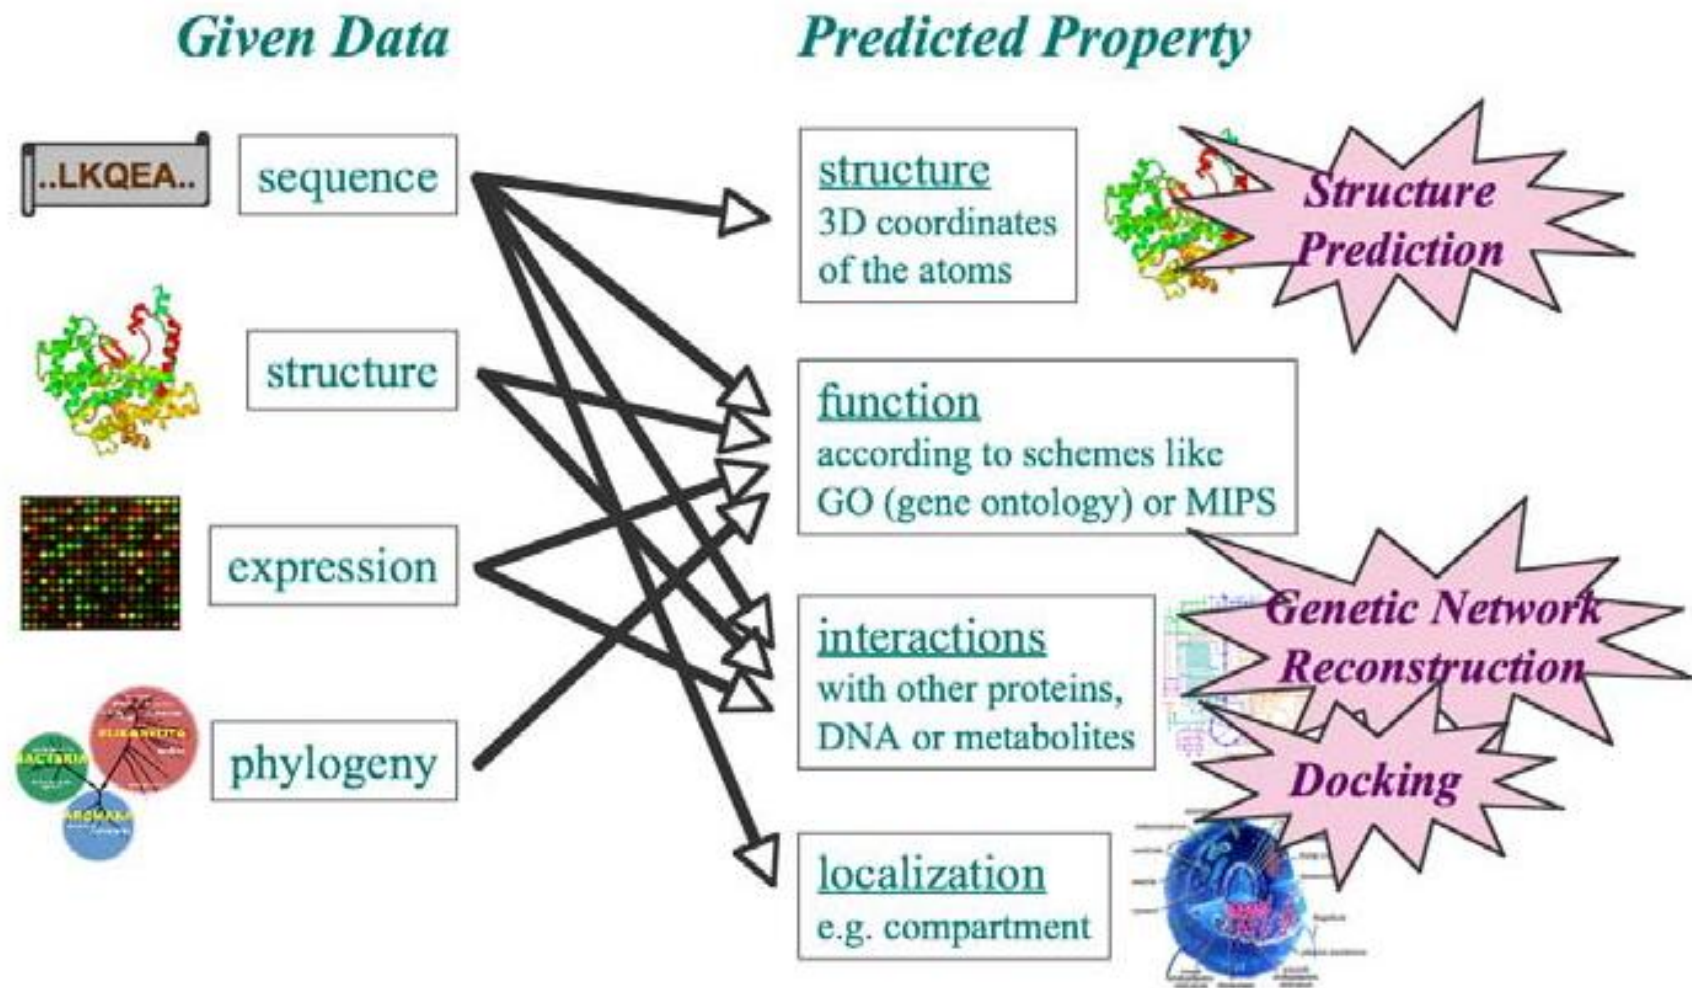 Given Data
Predicted Property
..LKQEA..
sequence
structure
3D coordinates
of the atoms
Structure
Prediction
structure
function
according to schemes like
GO (gene ontology) or MIPS
expression
interactions
with other proteins,
DNA or metabolites
Genetic Network
Reconstruction
phylogeny
BACTERIA
Docking
localization
e.g. compartment